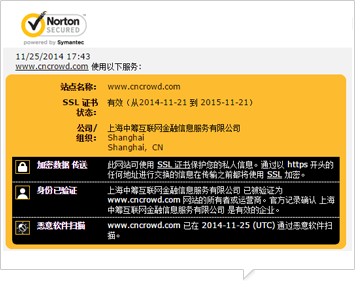 Norton
SECURED
powered by Symantec
11/25/2014 17:43
www.cncrowd.com 使用以下服务：
站点名称： www.cncrowd.com
SSL 证书 有效（从2014-11-21 到 2015-11-21）
状态：
公司/ 上海中筹互联网金融信息服务有限公司
组织： Shanghai
Shanghai, CN
加密数据 传送 此网站可使用 SSL 证书保护您的私人信息。通过以 https 开头的
任何地址进行交换的信息在传输之前都将使用 SSL 加密。
身份已验证 上海中筹互联网金融信息服务有限公司 已被验证为
www.cncrowd.com 网站的所有者或运营商。官方记录确认 上海
中筹互联网金融信息服务有限公司 是有效的企业。
恶意软件扫描 www.cncrowd.com 已在 2014-11-25 (UTC) 通过恶意软件扫
描。